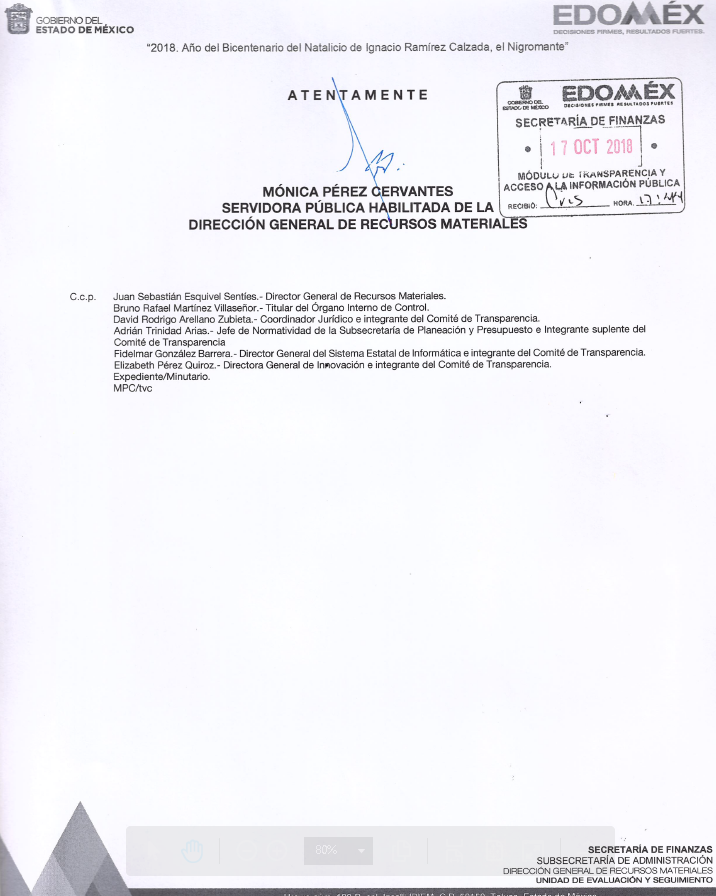 GOBIERNO DEL
ESTADO DE MÉXICO
EDOMÉX
DECISIONES FIRMES, RESULTADOS FUERTES.
“2018. Año del Bicentenario del Natalicio de Ignacio Ramírez Calzada, el Nigromante”
ATENTAMENTE
GOBIERNO DEL
ESTADO DE MÉXICO
EDOMÉX
DECISIONES FIRMES RESULTADOS FUERTES
SECRETARÍA DE FINANZAS
17 OCT 2018
MÓDULO DE TRANSPARENCIA Y
ACCESO A LA INFORMACIÓN PÚBLICA
RECIBIÓ: Cris HORA. 17:44
MÓNICA PÉREZ CERVANTES
SERVIDORA PÚBLICA HABILITADA DE LA
DIRECCIÓN GENERAL DE RECURSOS MATERIALES
C.c.p. Juan Sebastián Esquivel Sentíes.- Director General de Recursos Materiales.
Bruno Rafael Martínez Villaseñor.- Titular del Órgano Interno de Control.
David Rodrigo Arellano Zubieta.- Coordinador Jurídico e integrante del Comité de Transparencia.
Adrián Trinidad Arias.- Jefe de Normatividad de la Subsecretaría de Planeación y Presupuesto e Integrante suplente del
Comité de Transparencia
Fidelmar González Barrera.- Director General del Sistema Estatal de Informática e integrante del Comité de Transparencia.
Elizabeth Pérez Quiroz.- Directora General de Innovación e integrante del Comité de Transparencia.
Expediente/Minutario.
MPC/tvc
80%
SECRETARÍA DE FINANZAS
SUBSECRETARÍA DE ADMINISTRACIÓN
DIRECCIÓN GENERAL DE RECURSOS MATERIALES
UNIDAD DE EVALUACIÓN Y SEGUIMIENTO